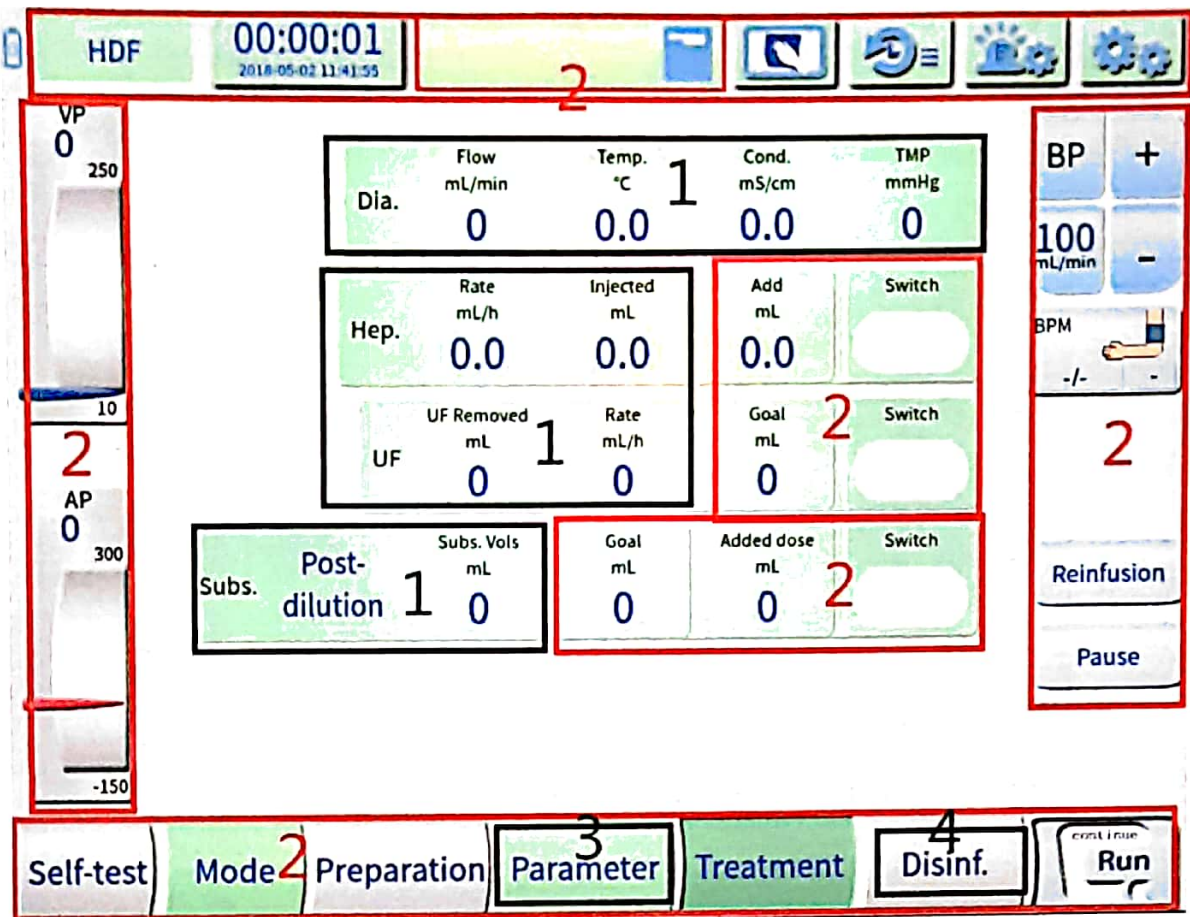 HDF
00:00:01
2018-05-02 11:41:55
2
VP
0
250
10
2
AP
0
300
-150
Flow Temp. Cond. TMP
mL/min °C 1 mS/cm mmHg
Dia. 0 0.0 0.0 0
Rate Injected Add Switch
mL/h mL mL
Hep. 0.0 0.0 0.0
UF Removed Rate Goal 2 Switch
mL 1 mL/h mL
UF 0 0 0
Subs. Vols Goal Added dose Switch
Post- mL mL mL
Subs. dilution 1 0 0 0 2
BP +
100 -
mL/min
BPM
-/- -
2
Reinfusion
Pause
3 4
Self-test Mode 2 Preparation Parameter Treatment Disinf. continue
Run